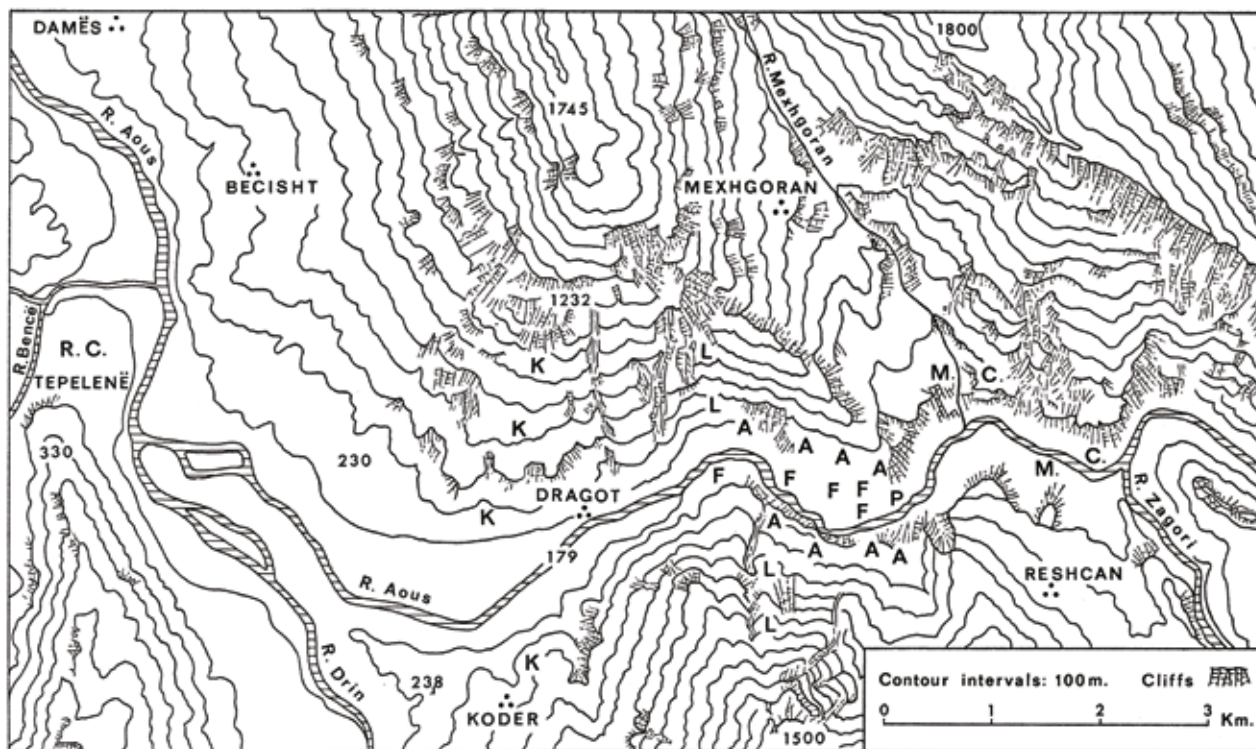 DAMËS
R. Aous
1800
R. Mexhgoran
1745
BECISHT
MEXHGORAN
R. Bencë
1232
R. C.
TEPELENË
K
L
M.
C.
L
330
K
A
A
A
A
230
F
F
F
F
F
P
M.
C.
DRAGOT
K
R. Zagori
179
A
A
A
A
L
RESHCAN
R. Aous
L
R. Drin
K
238
KODER
1500
Contour intervals: 100 m. Cliffs
0 1 2 3 Km.